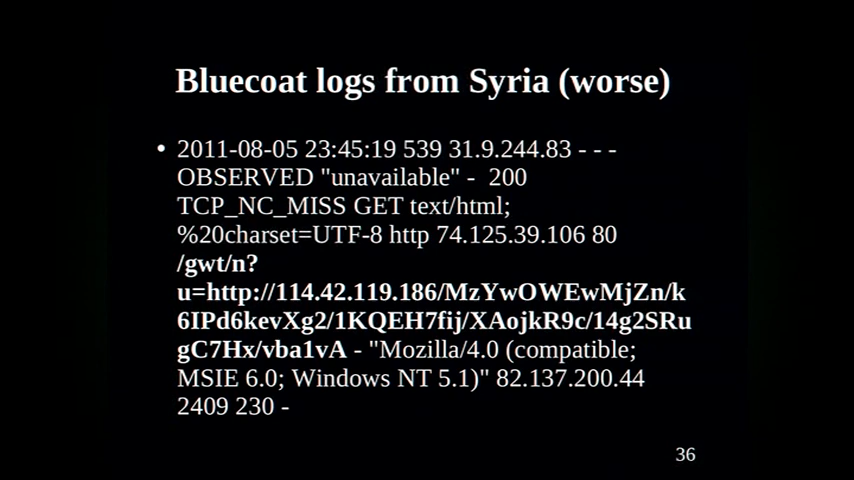 Bluecoat logs from Syria (worse)
• 2011-08-05 23:45:19 539 31.9.244.83 - - -
OBSERVED "unavailable" -  200
TCP_NC_MISS GET text/html;
%20charset=UTF-8 http 74.125.39.106 80
/gwt/n?
u=http://114.42.119.186/MzYwOWEwMjZn/k
6IPd6kevXg2/1KQEH7fij/XAojkR9c/14g2SRu
gC7Hx/vba1vA - "Mozilla/4.0 (compatible;
MSIE 6.0; Windows NT 5.1)" 82.137.200.44
2409 230 -
36